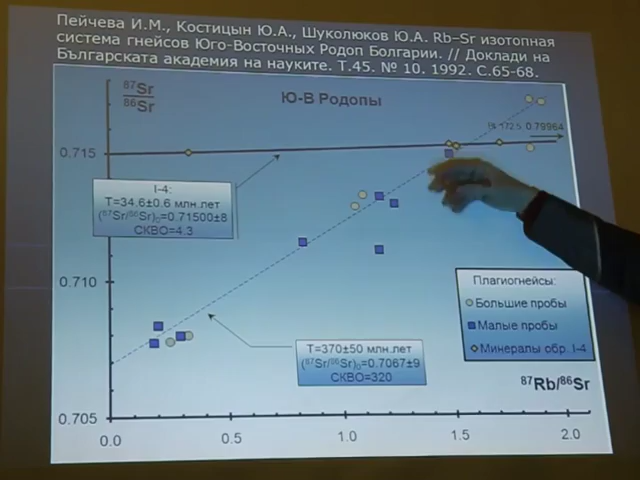 Пейчева И.М., Костицын Ю.А., Шуколюков Ю.А. Rb–Sr изотопная
система гнейсов Юго-Восточных Родоп Болгарии. // Доклади на
Българската академия на науките. Т.45. № 10. 1992. С.65-68.
87Sr
86Sr
Ю-В Родопы
0.79964
0.715
I-4:
T=34.6±0.6 млн.лет
(87Sr/86Sr)0=0.71500±8
СКВО=4.3
0.710
Плагиогнейсы:
Большие пробы
Малые пробы
Минералы обр. I-4
T=370±50 млн.лет
(87Sr/86Sr)0=0.7067±9
СКВО=320
87Rb/86Sr
0.705
0.0 0.5 1.0 1.5 2.0